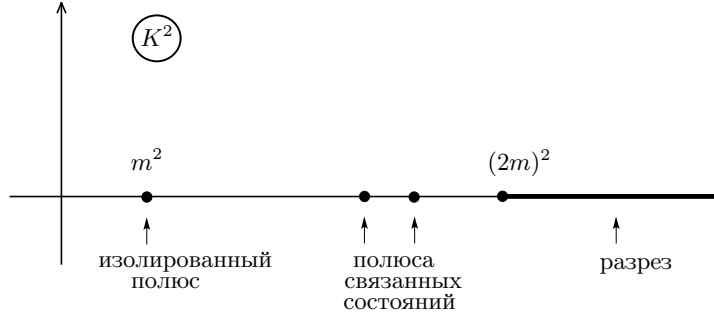 K²
m²
(2m)²
изолированный
полюс
полюса
связанных
состояний
разрез